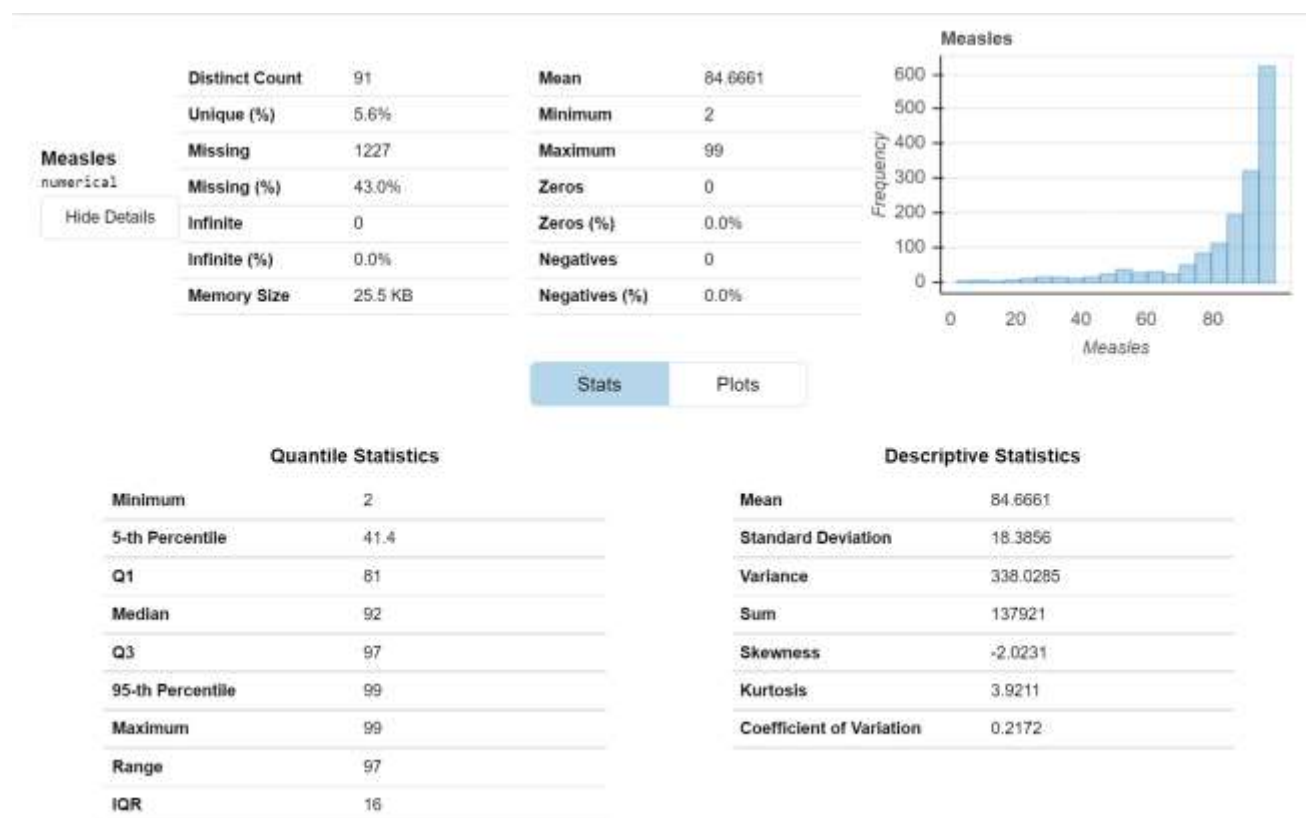 Measles
numerical
Hide Details
Distinct Count 91
Unique (%) 5.6%
Missing 1227
Missing (%) 43.0%
Infinite 0
Infinite (%) 0.0%
Memory Size 25.5 KB
Mean 84.6661
Minimum 2
Maximum 99
Zeros 0
Zeros (%) 0.0%
Negatives 0
Negatives (%) 0.0%
Measles
600
500
400
300
200
100
0
Frequency
0 20 40 60 80
Measles
Stats Plots
Quantile Statistics
Minimum 2
5-th Percentile 41.4
Q1 81
Median 92
Q3 97
95-th Percentile 99
Maximum 99
Range 97
IQR 16
Descriptive Statistics
Mean 84.6661
Standard Deviation 18.3856
Variance 338.0285
Sum 137921
Skewness -2.0231
Kurtosis 3.9211
Coefficient of Variation 0.2172